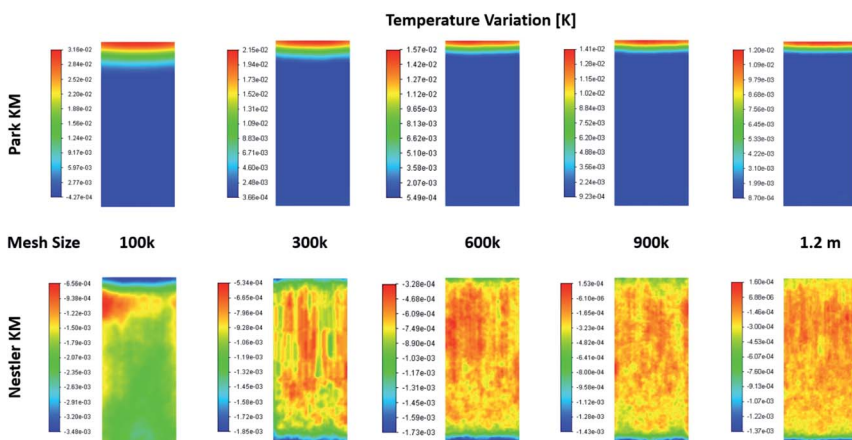 Temperature Variation [K]
Park KM
3.16e-02
2.84e-02
2.52e-02
2.20e-02
1.88e-02
1.56e-02
1.24e-02
9.17e-03
5.97e-03
2.77e-03
-4.27e-04
2.15e-02
1.94e-02
1.73e-02
1.52e-02
1.31e-02
1.09e-02
8.83e-03
6.71e-03
4.60e-03
2.48e-03
3.66e-04
1.57e-02
1.42e-02
1.27e-02
1.12e-02
9.65e-03
8.13e-03
6.62e-03
5.10e-03
3.58e-03
2.07e-03
5.49e-04
1.41e-02
1.28e-02
1.15e-02
1.02e-02
8.84e-03
7.52e-03
6.20e-03
4.88e-03
3.56e-03
2.24e-03
9.23e-04
1.20e-02
1.09e-02
9.79e-03
8.68e-03
7.56e-03
6.45e-03
5.33e-03
4.22e-03
3.10e-03
1.99e-03
8.70e-04
Mesh Size 100k 300k 600k 900k 1.2 m
Nestler KM
-6.56e-04
-9.38e-04
-1.22e-03
-1.50e-03
-1.78e-03
-2.07e-03
-2.35e-03
-2.63e-03
-2.91e-03
-3.20e-03
-3.48e-03
-5.34e-04
-6.66e-04
-7.98e-04
-9.29e-04
-1.06e-03
-1.19e-03
-1.32e-03
-1.46e-03
-1.59e-03
-1.72e-03
-1.85e-03
-3.28e-04
-4.69e-04
-6.09e-04
-7.49e-04
-8.90e-04
-1.03e-03
-1.17e-03
-1.31e-03
-1.45e-03
-1.59e-03
-1.73e-03
1.53e-04
-6.10e-06
-1.65e-04
-3.23e-04
-4.82e-04
-6.41e-04
-8.00e-04
-9.58e-04
-1.12e-03
-1.28e-03
-1.43e-03
1.60e-04
6.88e-06
-1.46e-04
-3.00e-04
-4.53e-04
-6.07e-04
-7.60e-04
-9.13e-04
-1.07e-03
-1.22e-03
-1.37e-03